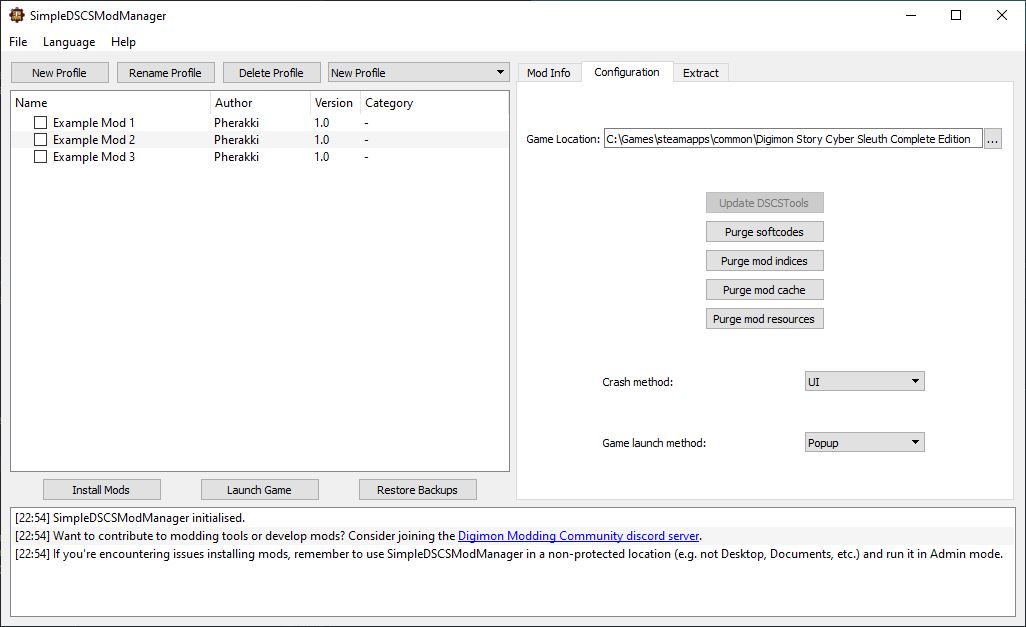 SimpleDSCSModManager
File Language Help
New Profile Rename Profile Delete Profile New Profile
Mod Info Configuration Extract
Name Author Version Category
Example Mod 1 Pherakki 1.0 -
Example Mod 2 Pherakki 1.0 -
Example Mod 3 Pherakki 1.0 -
Game Location: C:\Games\steamapps\common\Digimon Story Cyber Sleuth Complete Edition ...
Update DSCSTools
Purge softcodes
Purge mod indices
Purge mod cache
Purge mod resources
Crash method: UI
Game launch method: Popup
Install Mods Launch Game Restore Backups
[22:54] SimpleDSCSModManager initialised.
[22:54] Want to contribute to modding tools or develop mods? Consider joining the Digimon Modding Community discord server.
[22:54] If you're encountering issues installing mods, remember to use SimpleDSCSModManager in a non-protected location (e.g. not Desktop, Documents, etc.) and run it in Admin mode.